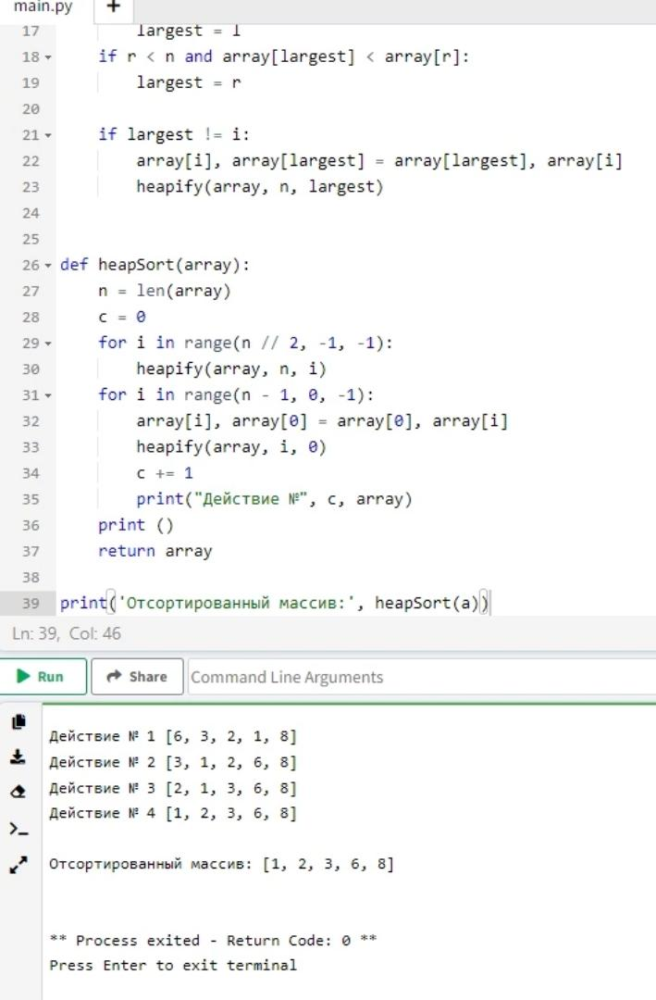 main.py +
17 largest = l
18 if r < n and array[largest] < array[r]:
19 largest = r
20
21 if largest != i:
22 array[i], array[largest] = array[largest], array[i]
23 heapify(array, n, largest)
24
25
26 def heapSort(array):
27 n = len(array)
28 c = 0
29 for i in range(n // 2, -1, -1):
30 heapify(array, n, i)
31 for i in range(n - 1, 0, -1):
32 array[i], array[0] = array[0], array[i]
33 heapify(array, i, 0)
34 c += 1
35 print("Действие №", c, array)
36 print ()
37 return array
38
39 print('Отсортированный массив:', heapSort(a))
Ln: 39, Col: 46
Run Share Command Line Arguments
Действие № 1 [6, 3, 2, 1, 8]
Действие № 2 [3, 1, 2, 6, 8]
Действие № 3 [2, 1, 3, 6, 8]
Действие № 4 [1, 2, 3, 6, 8]
Отсортированный массив: [1, 2, 3, 6, 8]
** Process exited - Return Code: 0 **
Press Enter to exit terminal